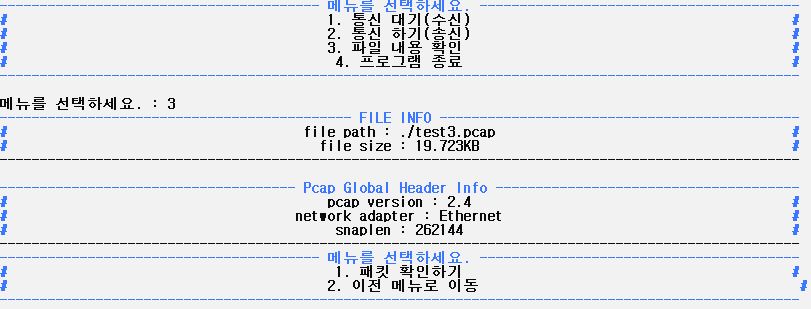 메뉴를 선택하세요.
# 1. 통신 대기(수신) #
# 2. 통신 하기(송신) #
# 3. 파일 내용 확인 #
# 4. 프로그램 종료 #
메뉴를 선택하세요. : 3
FILE INFO
# file path : ./test3.pcap #
# file size : 19.723KB #
Pcap Global Header Info
# pcap version : 2.4 #
# network adapter : Ethernet #
# snaplen : 262144 #
메뉴를 선택하세요.
# 1. 패킷 확인하기 #
# 2. 이전 메뉴로 이동 #